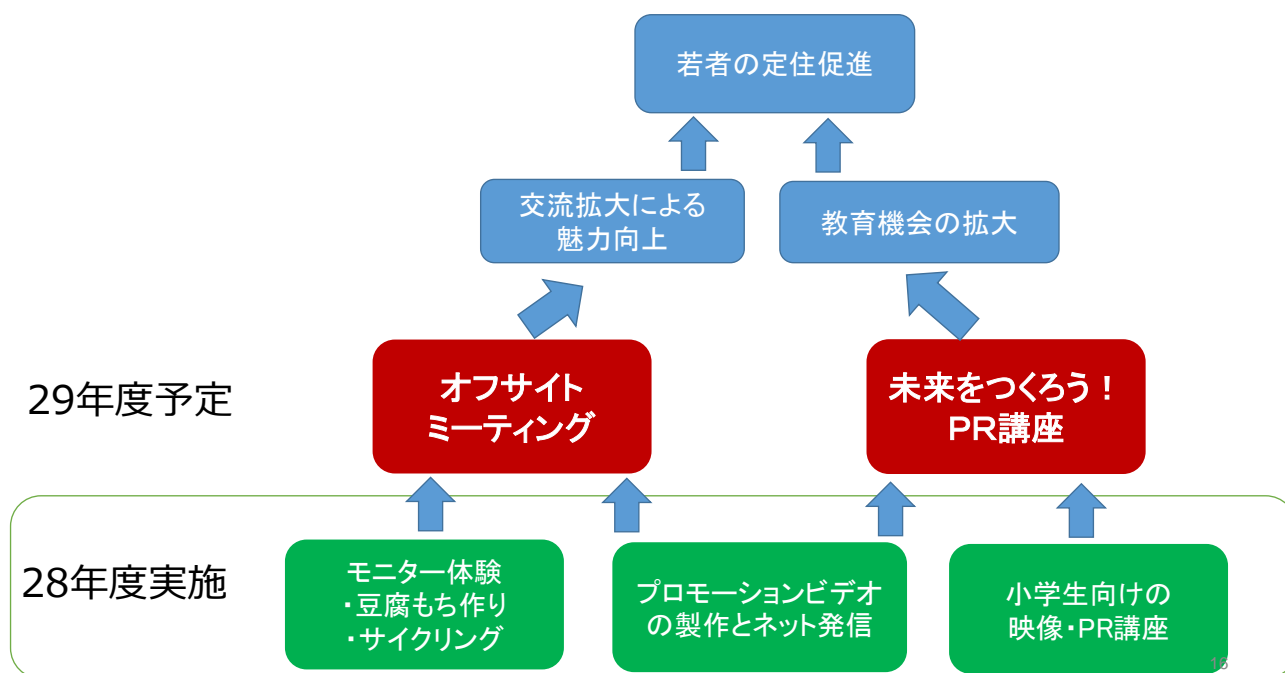 若者の定住促進
交流拡大による
魅力向上
教育機会の拡大
29年度予定
オフサイト
ミーティング
未来をつくろう！
PR講座
28年度実施
モニター体験
・豆腐もち作り
・サイクリング
プロモーションビデオ
の製作とネット発信
小学生向けの
映像・PR講座
16